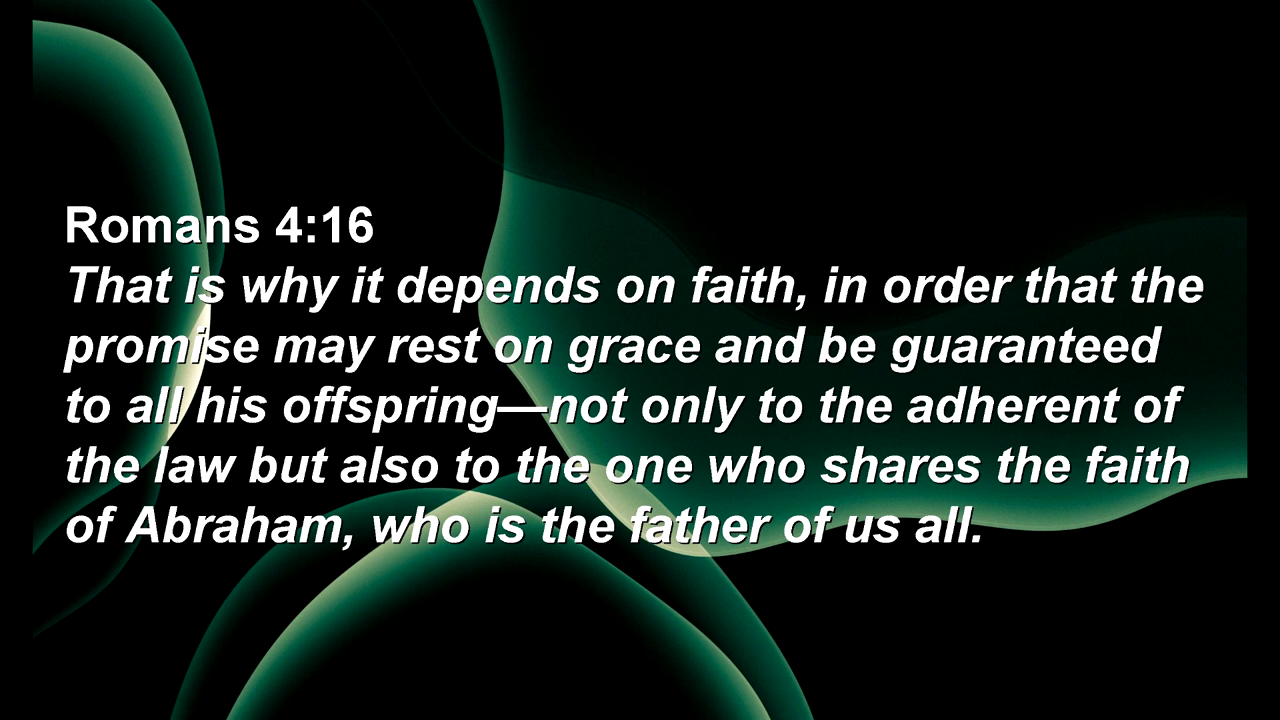 Romans 4:16
That is why it depends on faith, in order that the
promise may rest on grace and be guaranteed
to all his offspring—not only to the adherent of
the law but also to the one who shares the faith
of Abraham, who is the father of us all.